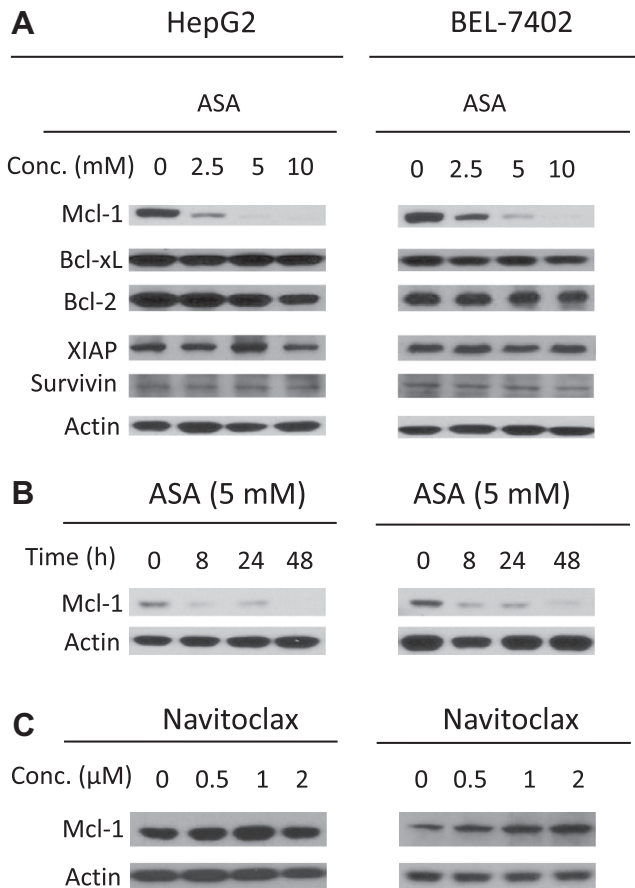 A HepG2 BEL-7402
ASA ASA
Conc. (mM) 0 2.5 5 10 0 2.5 5 10
Mcl-1
Bcl-xL
Bcl-2
XIAP
Survivin
Actin
B ASA (5 mM) ASA (5 mM)
Time (h) 0 8 24 48 0 8 24 48
Mcl-1
Actin
C Navitoclax Navitoclax
Conc. (μM) 0 0.5 1 2 0 0.5 1 2
Mcl-1
Actin